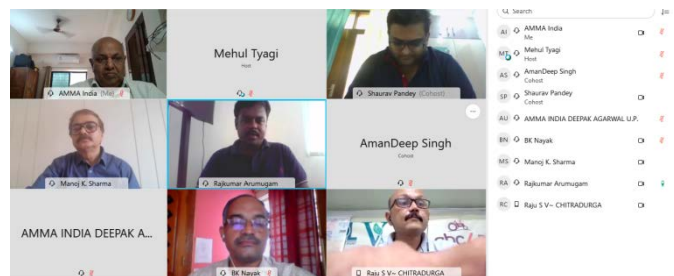 AMMA India (Me)
Mehul Tyagi
Host
Shaurav Pandey (Cohost)
Manoj K. Sharma
Rajkumar Arumugam
AmanDeep Singh
Cohost
AMMA INDIA DEEPAK A...
BK Nayak
Raju S V~ CHITRADURGA
Search
AI AMMA India
Me
MT Mehul Tyagi
Host
AS AmanDeep Singh
Cohost
SP Shaurav Pandey
Cohost
AU AMMA INDIA DEEPAK AGARWAL U.P.
BN BK Nayak
MS Manoj K. Sharma
RA Rajkumar Arumugam
RC Raju S V~ CHITRADURGA